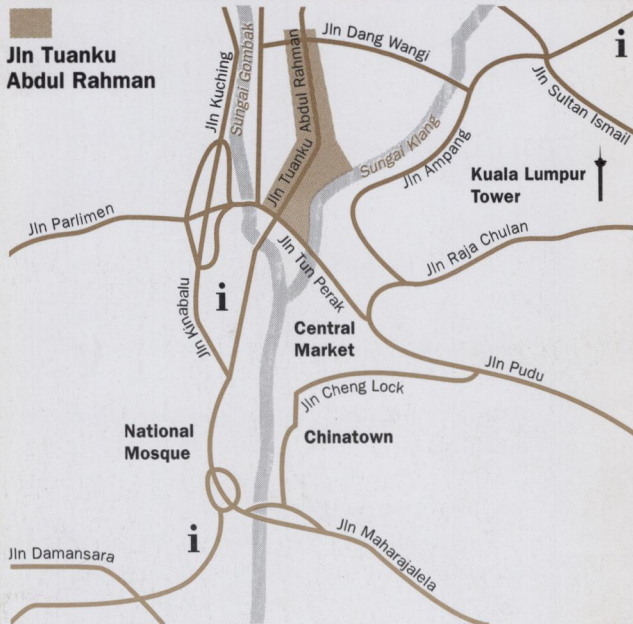 Jln Tuanku
Abdul Rahman
Jln Kuching
Sungai Gombak
Jln Tuanku Abdul Rahman
Jln Dang Wangi
i
Jln Sultan Ismail
Sungai Klang
Jln Ampang
Kuala Lumpur
Tower
Jln Parlimen
Jln Tun Perak
Jln Raja Chulan
Jln Kinabalu
i
Central
Market
Jln Pudu
Jln Cheng Lock
National
Mosque
Chinatown
i
Jln Maharajalela
Jln Damansara